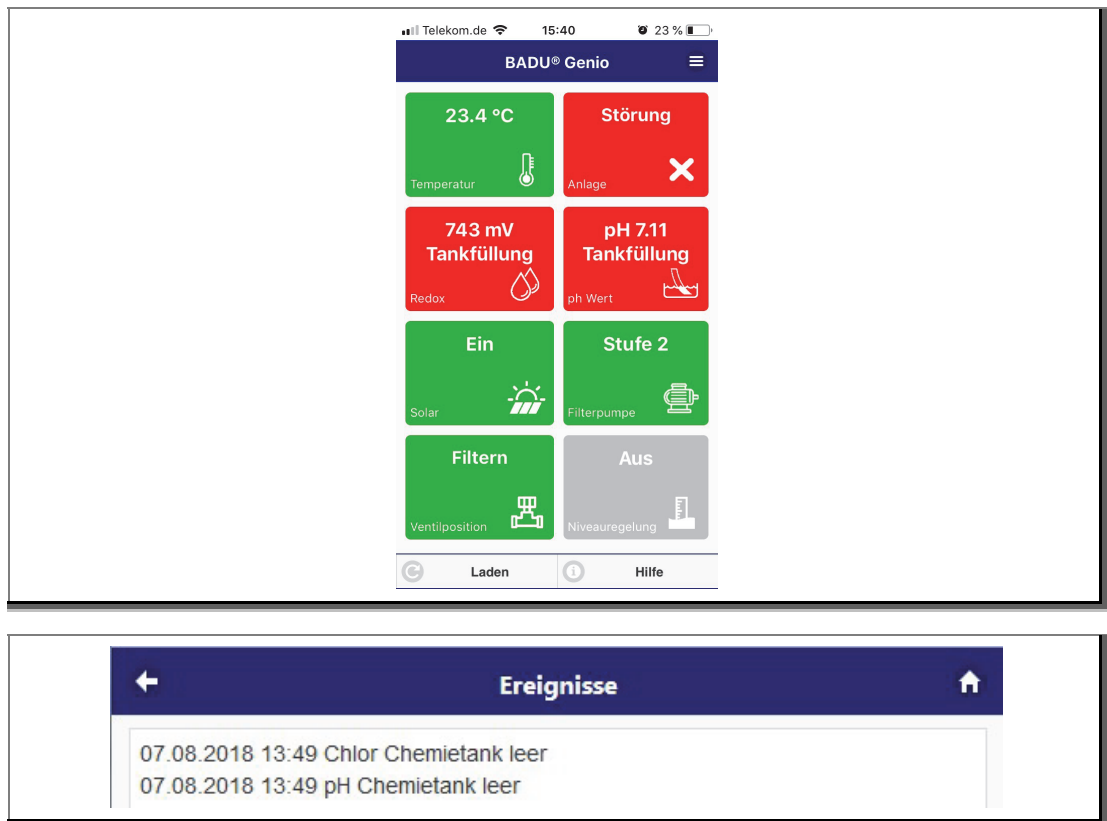 Telekom.de 15:40 23 %
BADU® Genio
23.4 °C
Temperatur
Störung
Anlage
743 mV
Tankfüllung
Redox
pH 7.11
Tankfüllung
ph Wert
Ein
Solar
Stufe 2
Filterpumpe
Filtern
Ventilposition
Aus
Niveauregelung
Laden
Hilfe
Ereignisse
07.08.2018 13:49 Chlor Chemietank leer
07.08.2018 13:49 pH Chemietank leer